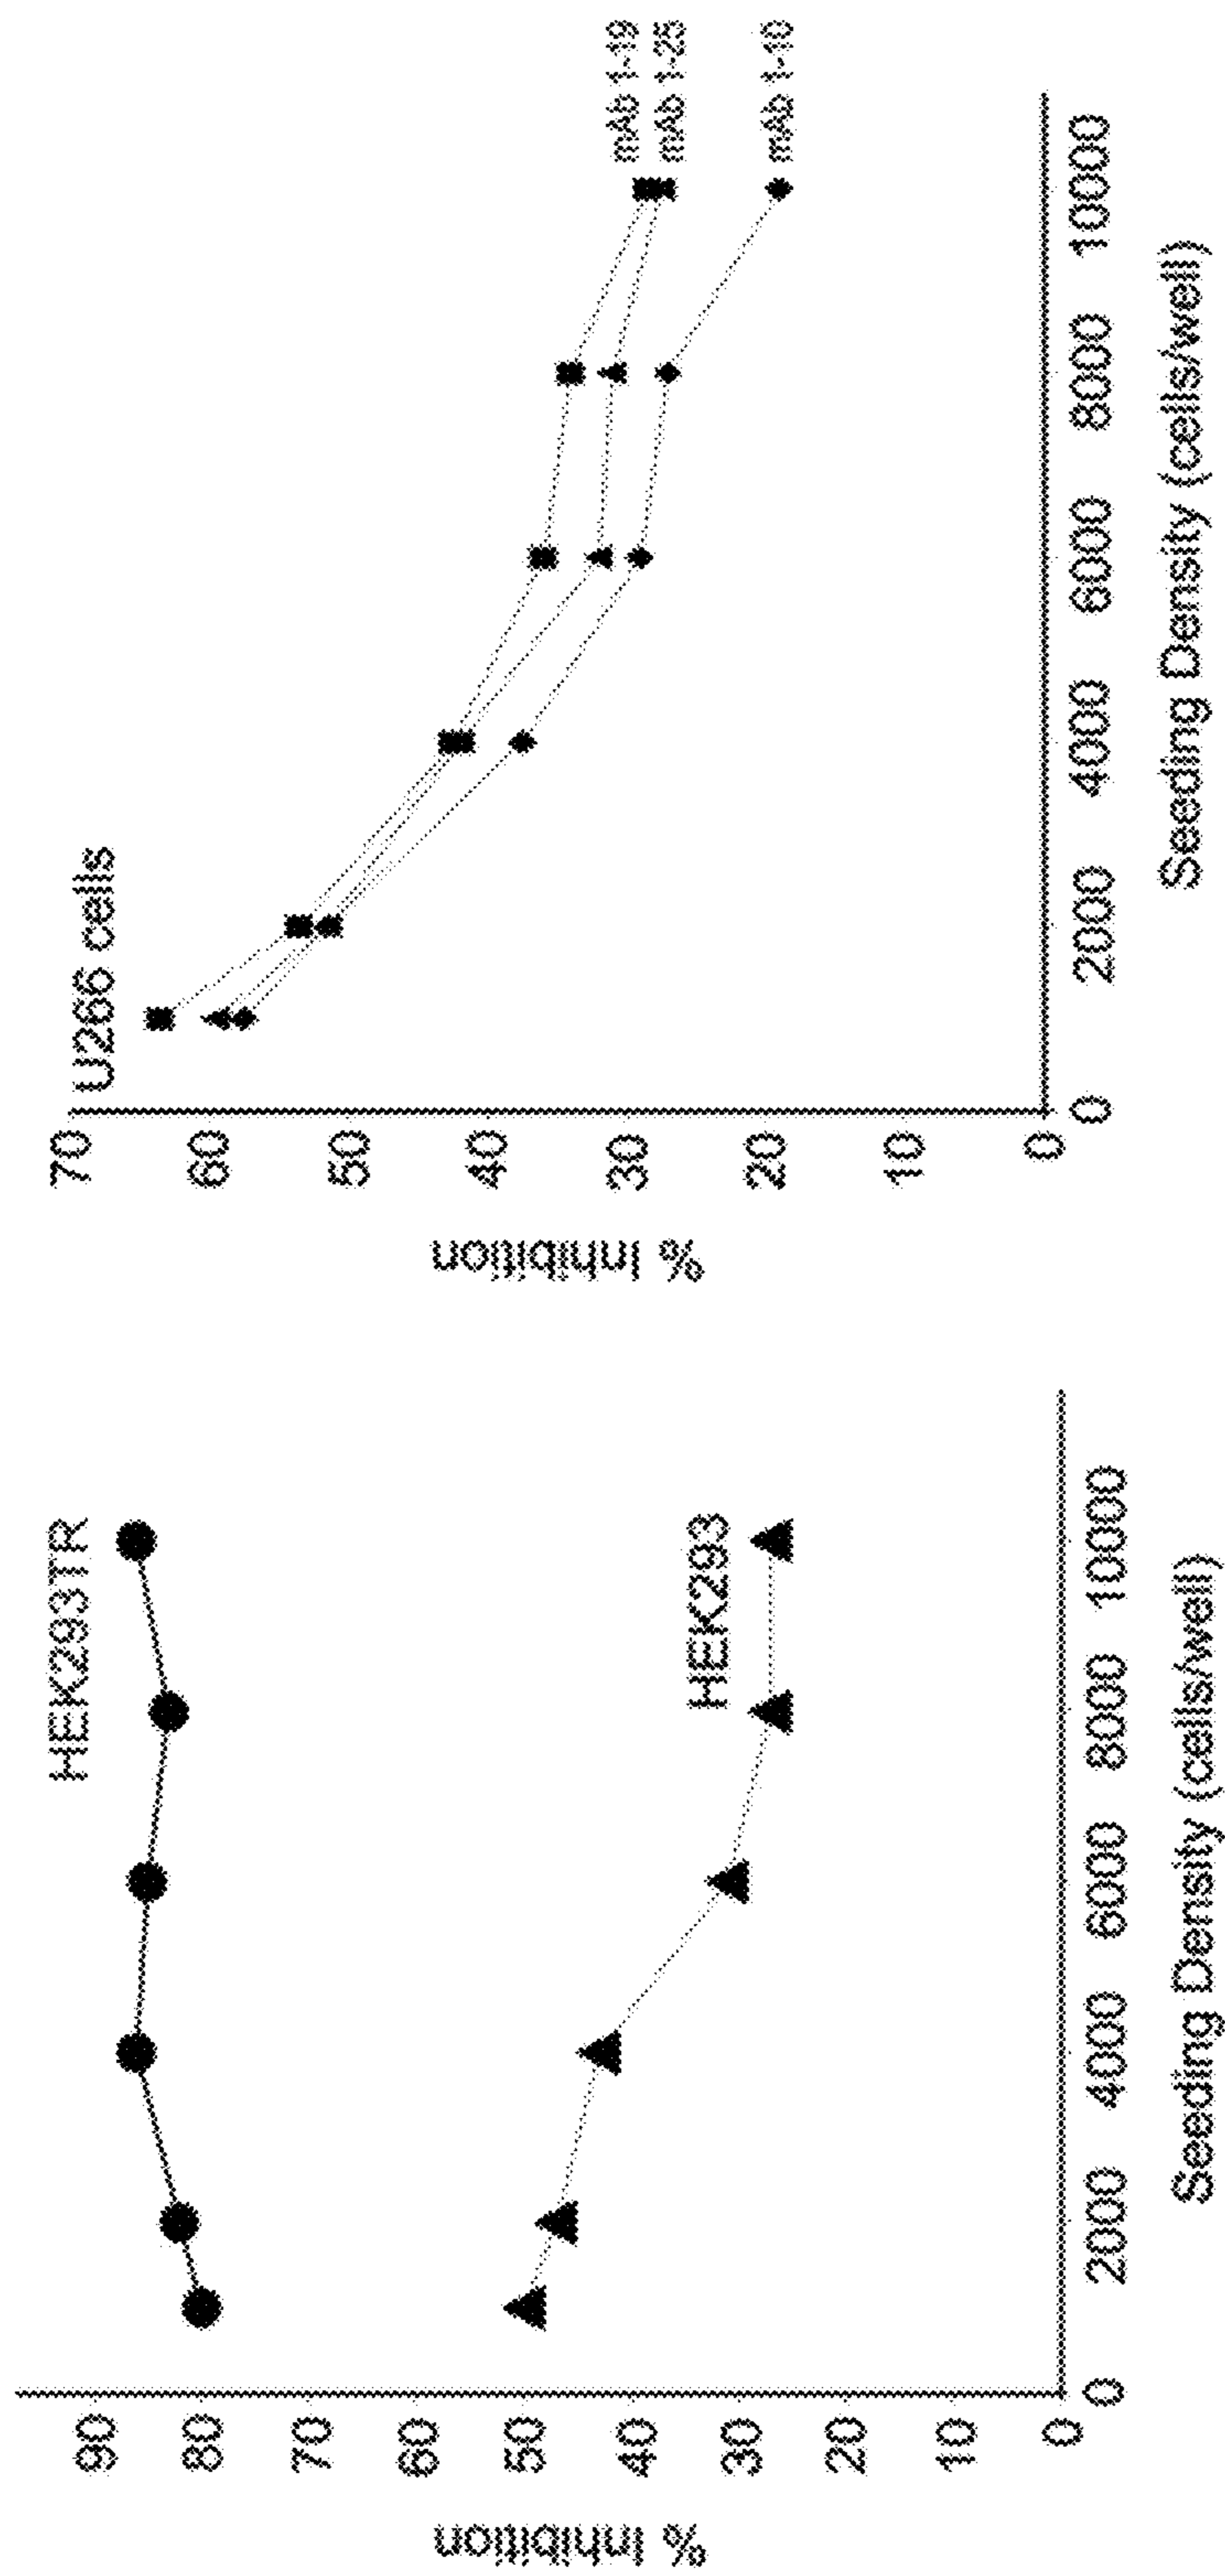 HEK293TR
90
80
70
60
50
40
30
20
10
0
% Inhibition
HEK293
0 2000 4000 6000 8000 10000
Seeding Density (cells/well)
U266 cells
70
60
50
40
30
20
10
0
% Inhibition
mAb 1-19
mAb 1-25
mAb 1-10
0 2000 4000 6000 8000 10000
Seeding Density (cells/well)